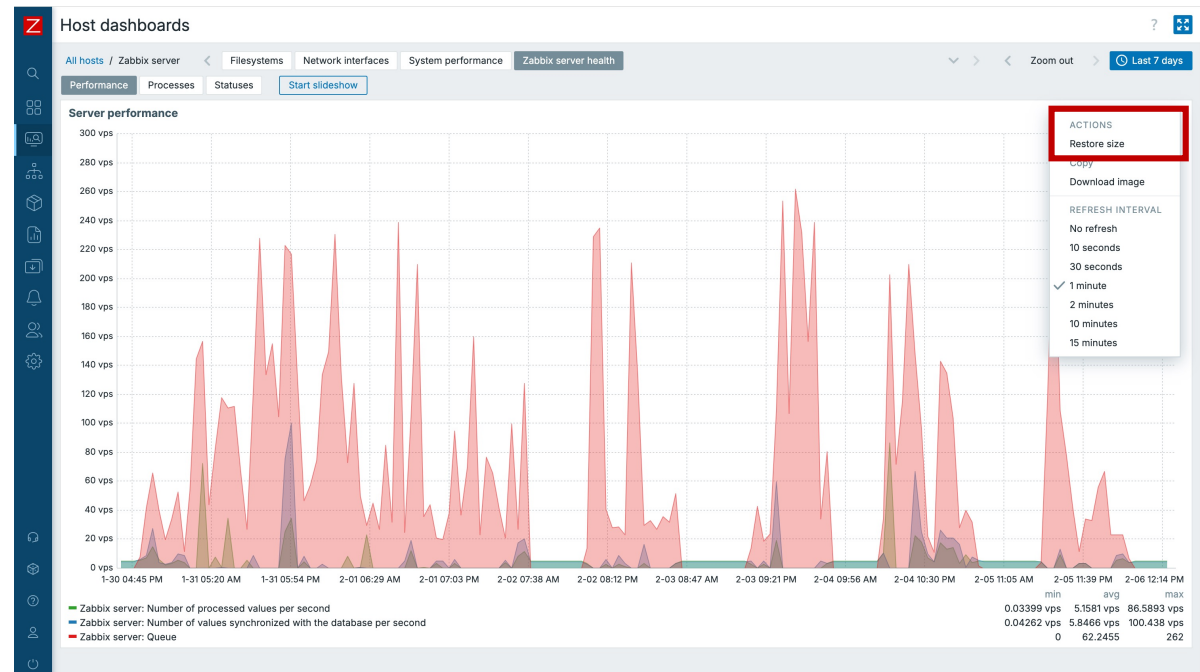 Z
Host dashboards
?
All hosts / Zabbix server
Filesystems
Network interfaces
System performance
Zabbix server health
Zoom out
Last 7 days
Performance
Processes
Statuses
Start slideshow
Server performance
ACTIONS
Restore size
Copy
Download image
REFRESH INTERVAL
No refresh
10 seconds
30 seconds
1 minute
2 minutes
10 minutes
15 minutes
300 vps
280 vps
260 vps
240 vps
220 vps
200 vps
180 vps
160 vps
140 vps
120 vps
100 vps
80 vps
60 vps
40 vps
20 vps
0 vps
1-30 04:45 PM 1-31 05:20 AM 1-31 05:54 PM 2-01 06:29 AM 2-01 07:03 PM 2-02 07:38 AM 2-02 08:12 PM 2-03 08:47 AM 2-03 09:21 PM 2-04 09:56 AM 2-04 10:30 PM 2-05 11:05 AM 2-05 11:39 PM 2-06 12:14 PM
min avg max
Zabbix server: Number of processed values per second 0.03399 vps 5.1581 vps 86.5893 vps
Zabbix server: Number of values synchronized with the database per second 0.04262 vps 5.8466 vps 100.438 vps
Zabbix server: Queue 0 62.2455 262